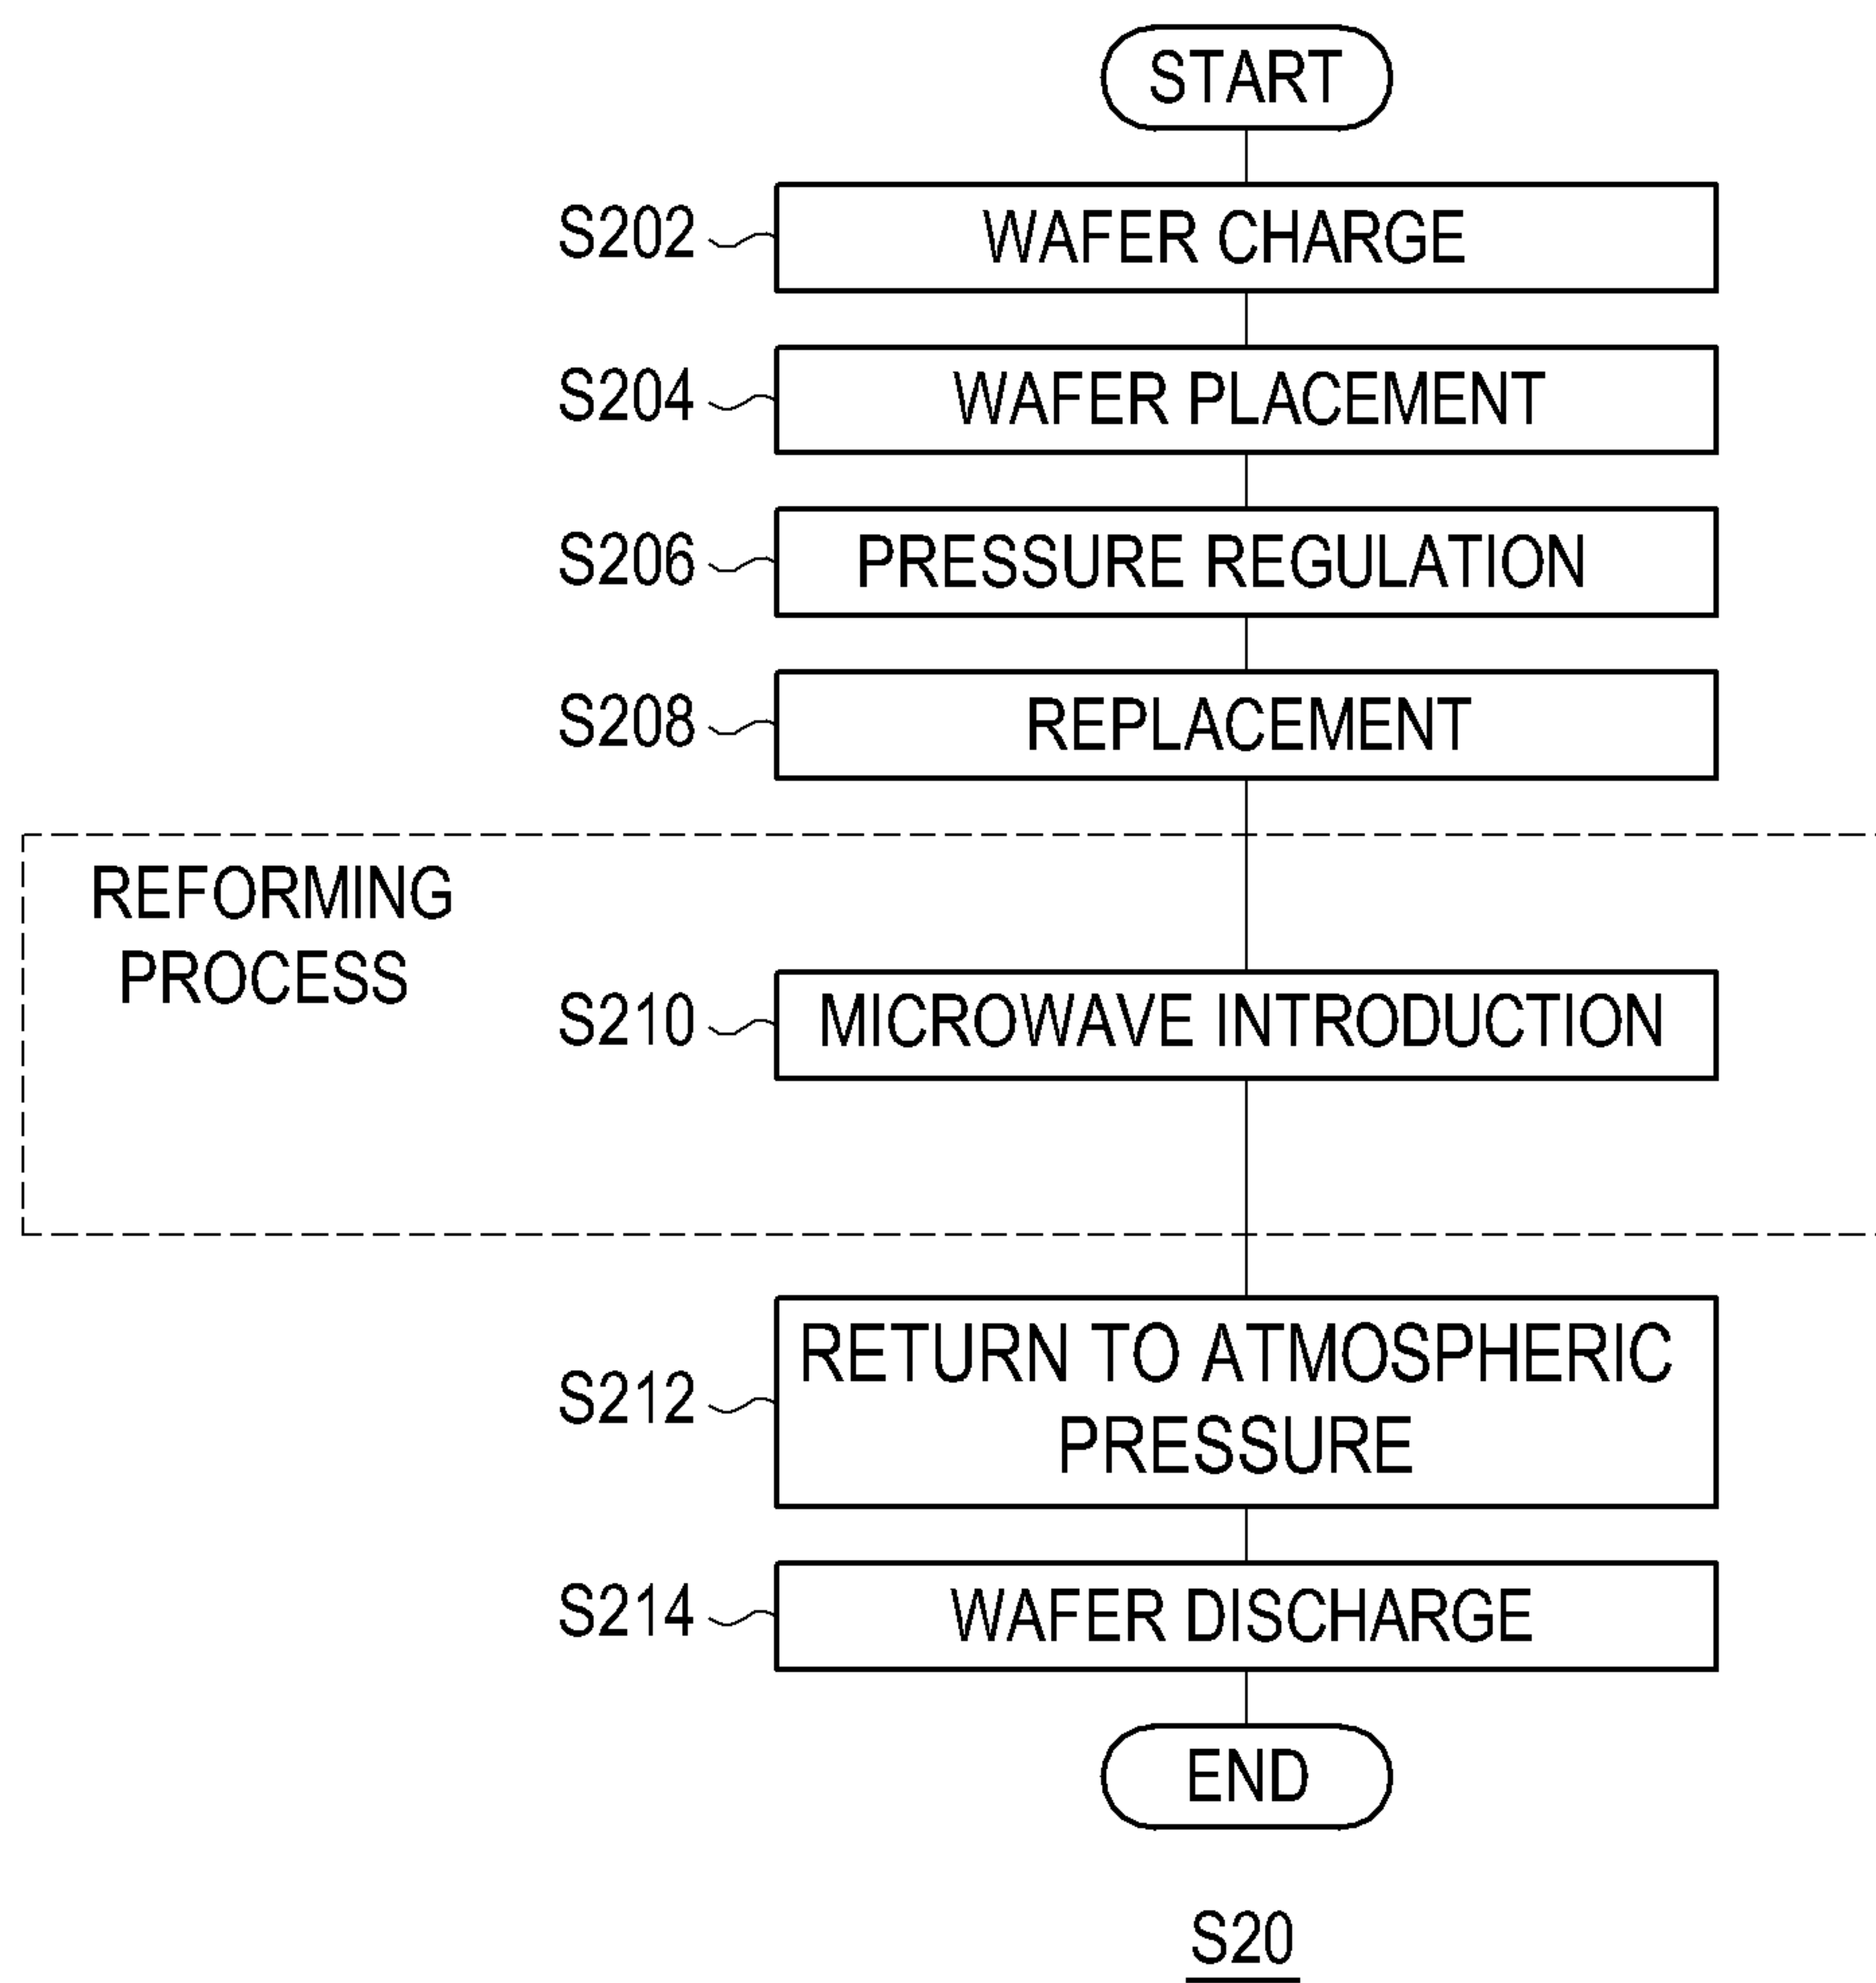 START
S202 WAFER CHARGE
S204 WAFER PLACEMENT
S206 PRESSURE REGULATION
S208 REPLACEMENT
REFORMING
PROCESS
S210 MICROWAVE INTRODUCTION
S212 RETURN TO ATMOSPHERIC
PRESSURE
S214 WAFER DISCHARGE
END
S20